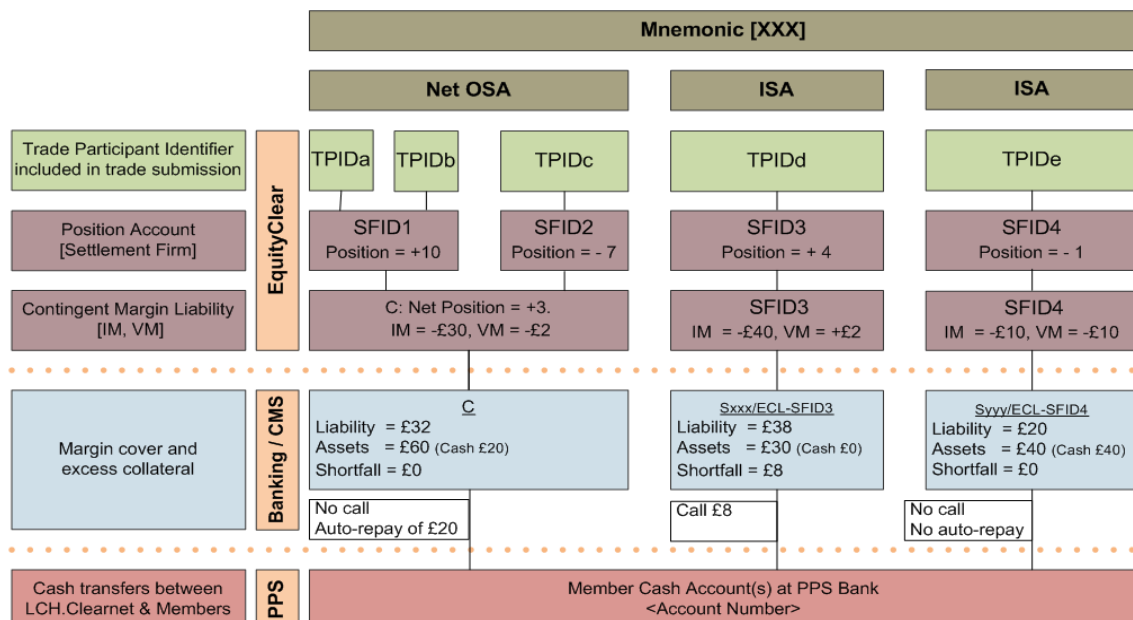 Mnemonic [XXX]
Net OSA
ISA
ISA
Trade Participant Identifier
included in trade submission
EquityClear
TPIDa
TPIDb
TPIDc
TPIDd
TPIDe
Position Account
[Settlement Firm]
SFID1
Position = +10
SFID2
Position = - 7
SFID3
Position = + 4
SFID4
Position = - 1
Contingent Margin Liability
[IM, VM]
C: Net Position = +3.
IM = -£30, VM = -£2
SFID3
IM = -£40, VM = +£2
SFID4
IM = -£10, VM = -£10
Margin cover and
excess collateral
Banking / CMS
C
Liability = £32
Assets = £60 (Cash £20)
Shortfall = £0
Sxxx/ECL-SFID3
Liability = £38
Assets = £30 (Cash £0)
Shortfall = £8
Syyy/ECL-SFID4
Liability = £20
Assets = £40 (Cash £40)
Shortfall = £0
No call
Auto-repay of £20
Call £8
No call
No auto-repay
Cash transfers between
LCH.Clearnet & Members
PPS
Member Cash Account(s) at PPS Bank
<Account Number>